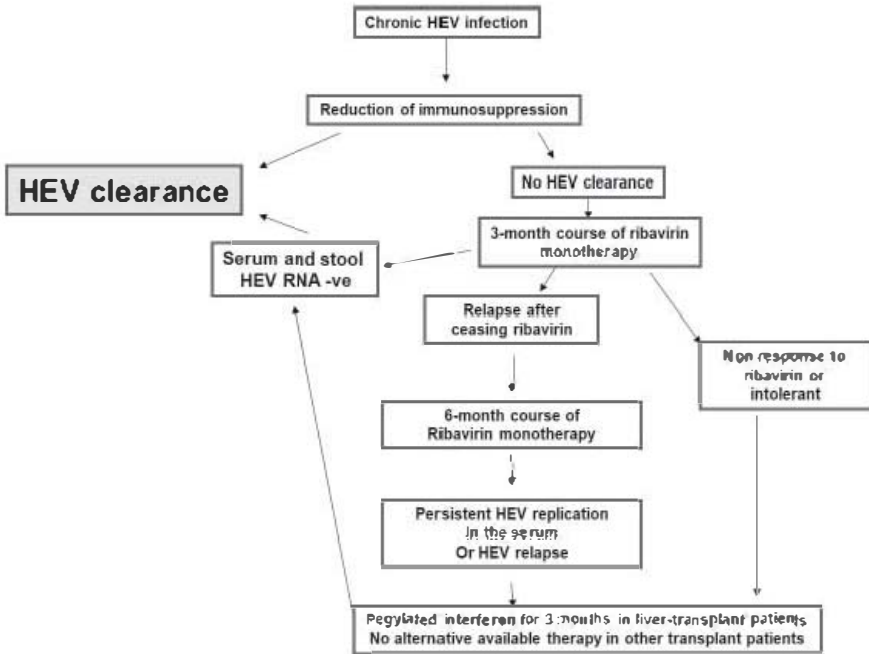 Chronic HEV infection
Reduction of immunosuppression
HEV clearance
No HEV clearance
3-month course of ribavirin
monotherapy
Serum and stool
HEV RNA -ve
Relapse after
ceasing ribavirin
Non response to
ribavirin or
intolerant
6-month course of
Ribavirin monotherapy
Persistent HEV replication
In the serum
Or HEV relapse
Pegylated interferon for 3 months in liver-transplant patients
No alternative available therapy in other transplant patients